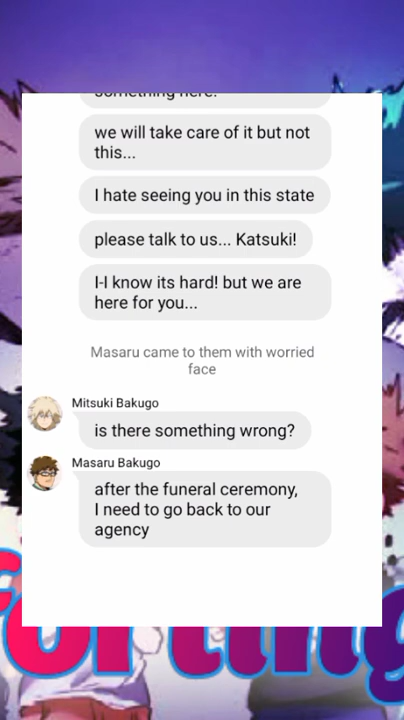 something here.
we will take care of it but not
this...
I hate seeing you in this state
please talk to us... Katsuki!
I-I know its hard! but we are
here for you...
Masaru came to them with worried
face
Mitsuki Bakugo
is there something wrong?
Masaru Bakugo
after the funeral ceremony,
I need to go back to our
agency